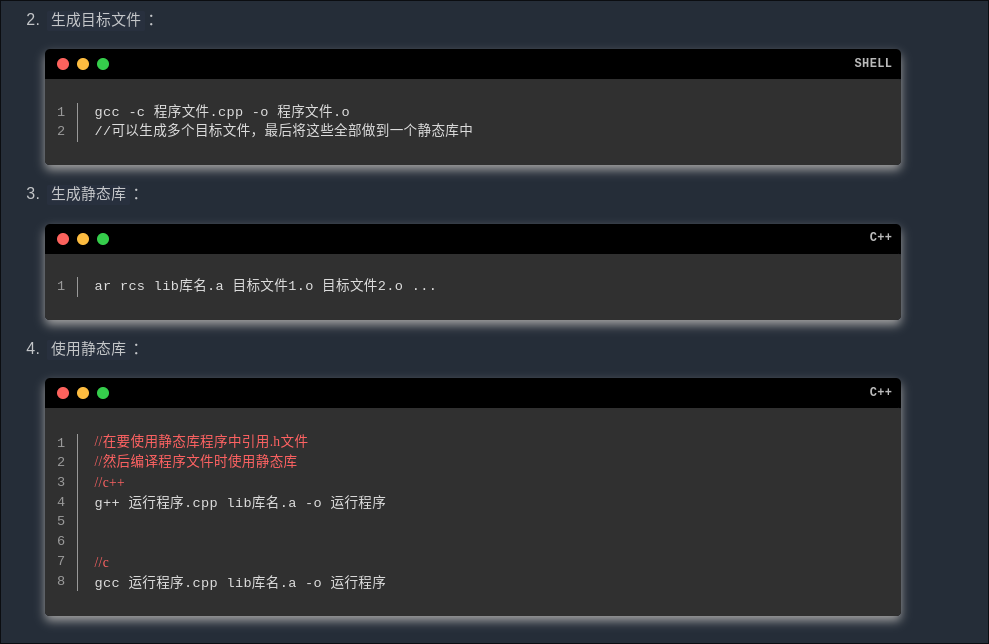 2. 生成目标文件：
SHELL
1 gcc -c 程序文件.cpp -o 程序文件.o
2 //可以生成多个目标文件，最后将这些全部做到一个静态库中
3. 生成静态库：
C++
1 ar rcs lib库名.a 目标文件1.o 目标文件2.o ...
4. 使用静态库：
C++
1 //在要使用静态库程序中引用.h文件
2 //然后编译程序文件时使用静态库
3 //c++
4 g++ 运行程序.cpp lib库名.a -o 运行程序
5
6
7 //c
8 gcc 运行程序.cpp lib库名.a -o 运行程序